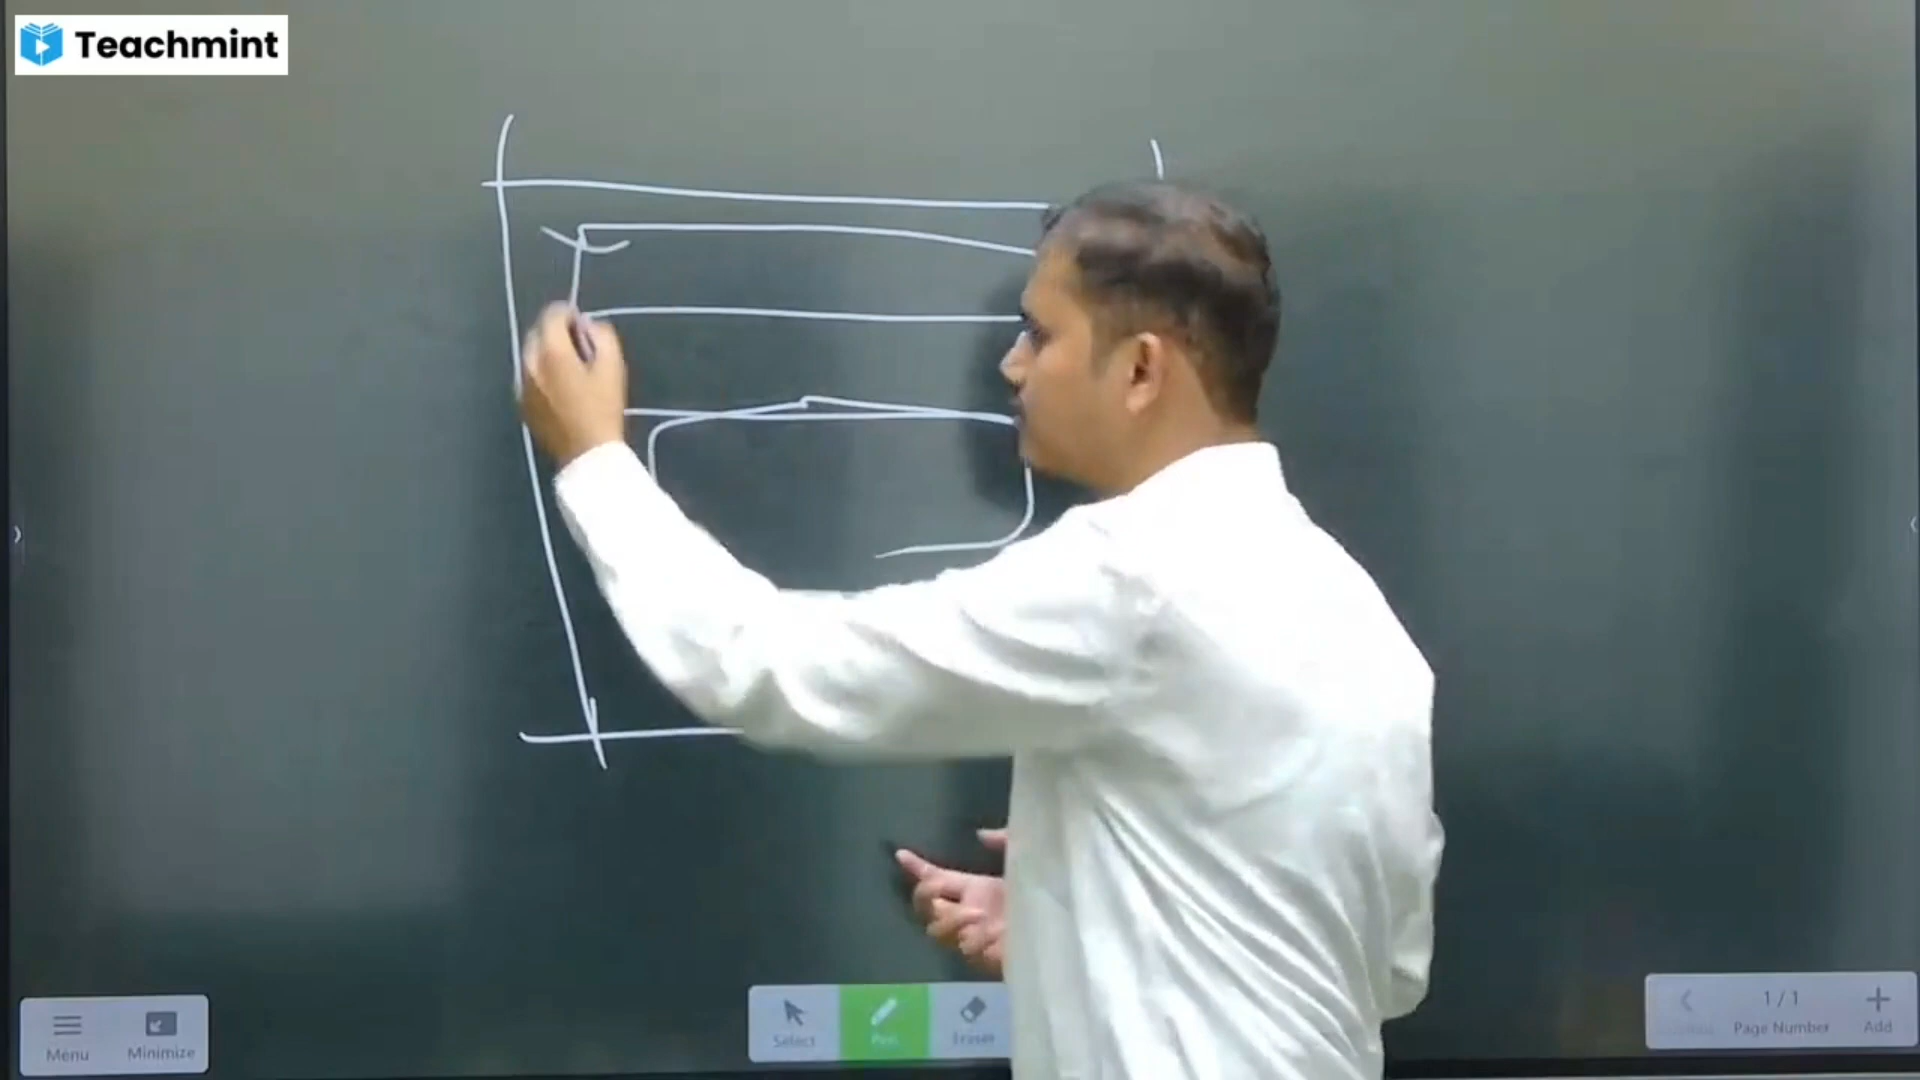 Teachmint
Menu
Minimize
Select
Pen
Eraser
1 / 1
Page Number
Add